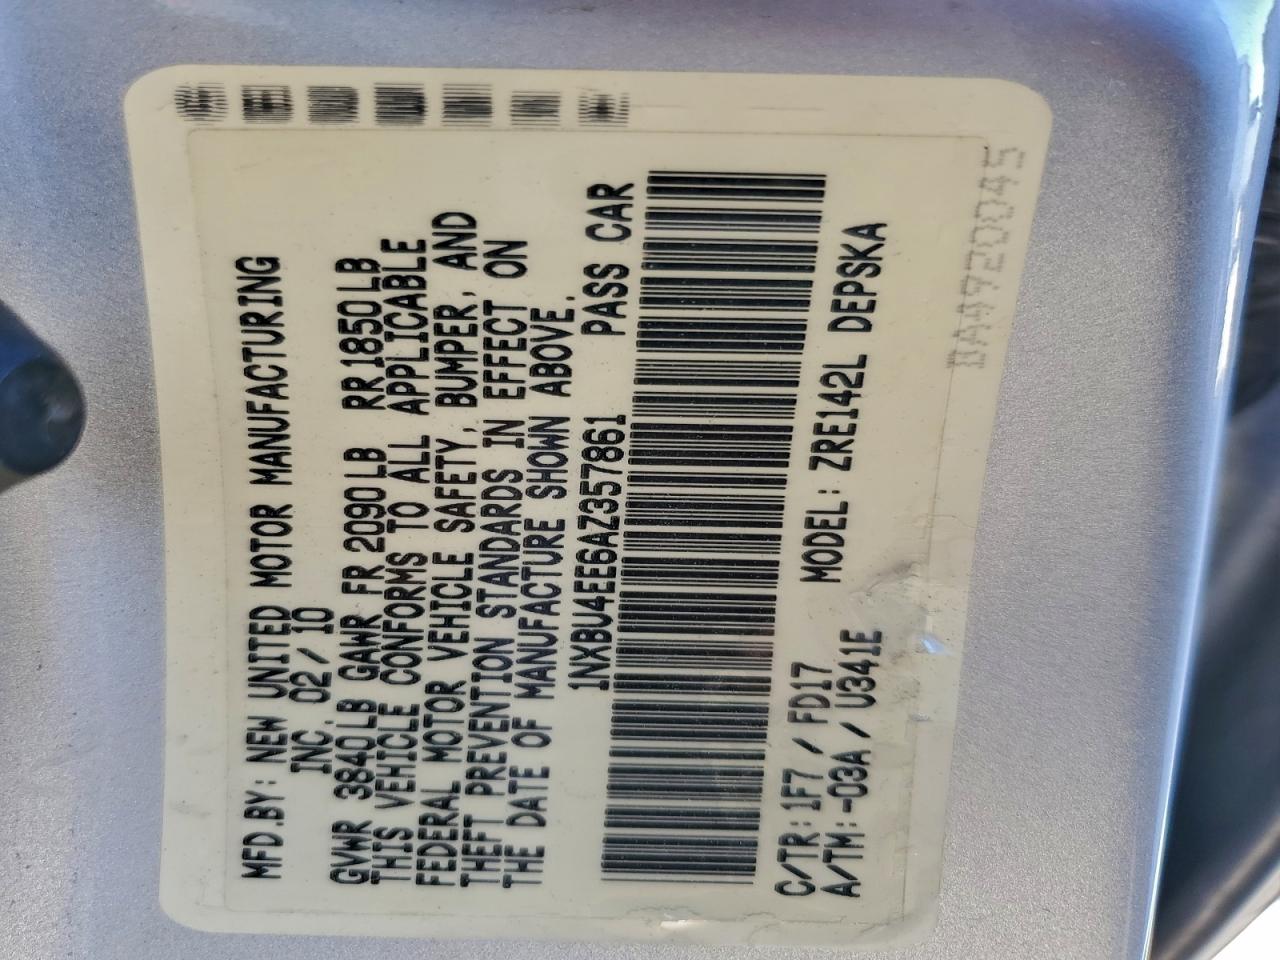 MFD.BY: NEW UNITED MOTOR MANUFACTURING
INC. 02/10
GVWR 3840LB GAWR FR 2090LB RR 1850LB
THIS VEHICLE CONFORMS TO ALL APPLICABLE
FEDERAL MOTOR VEHICLE SAFETY, BUMPER, AND
THEFT PREVENTION STANDARDS IN EFFECT ON
THE DATE OF MANUFACTURE SHOWN ABOVE.
1NXBU4EE6AZ357861 PASS CAR
C/TR: 1F7 / FD17 MODEL: ZRE142L DEPSKA
A/TM: -03A / U341E
0A4720045